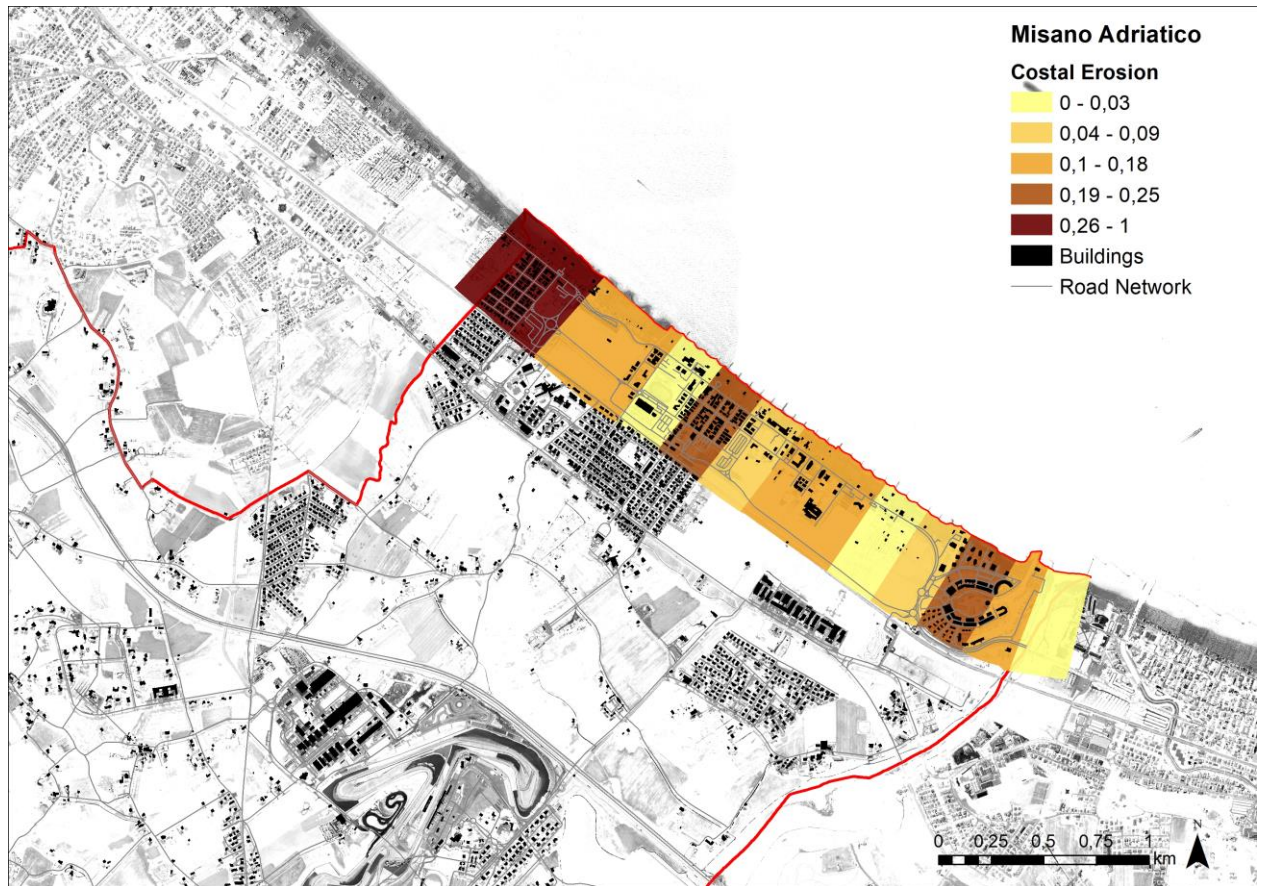 Misano Adriatico
Costal Erosion
0 - 0,03
0,04 - 0,09
0,1 - 0,18
0,19 - 0,25
0,26 - 1
Buildings
Road Network
0 0,25 0,5 0,75 1
km
N